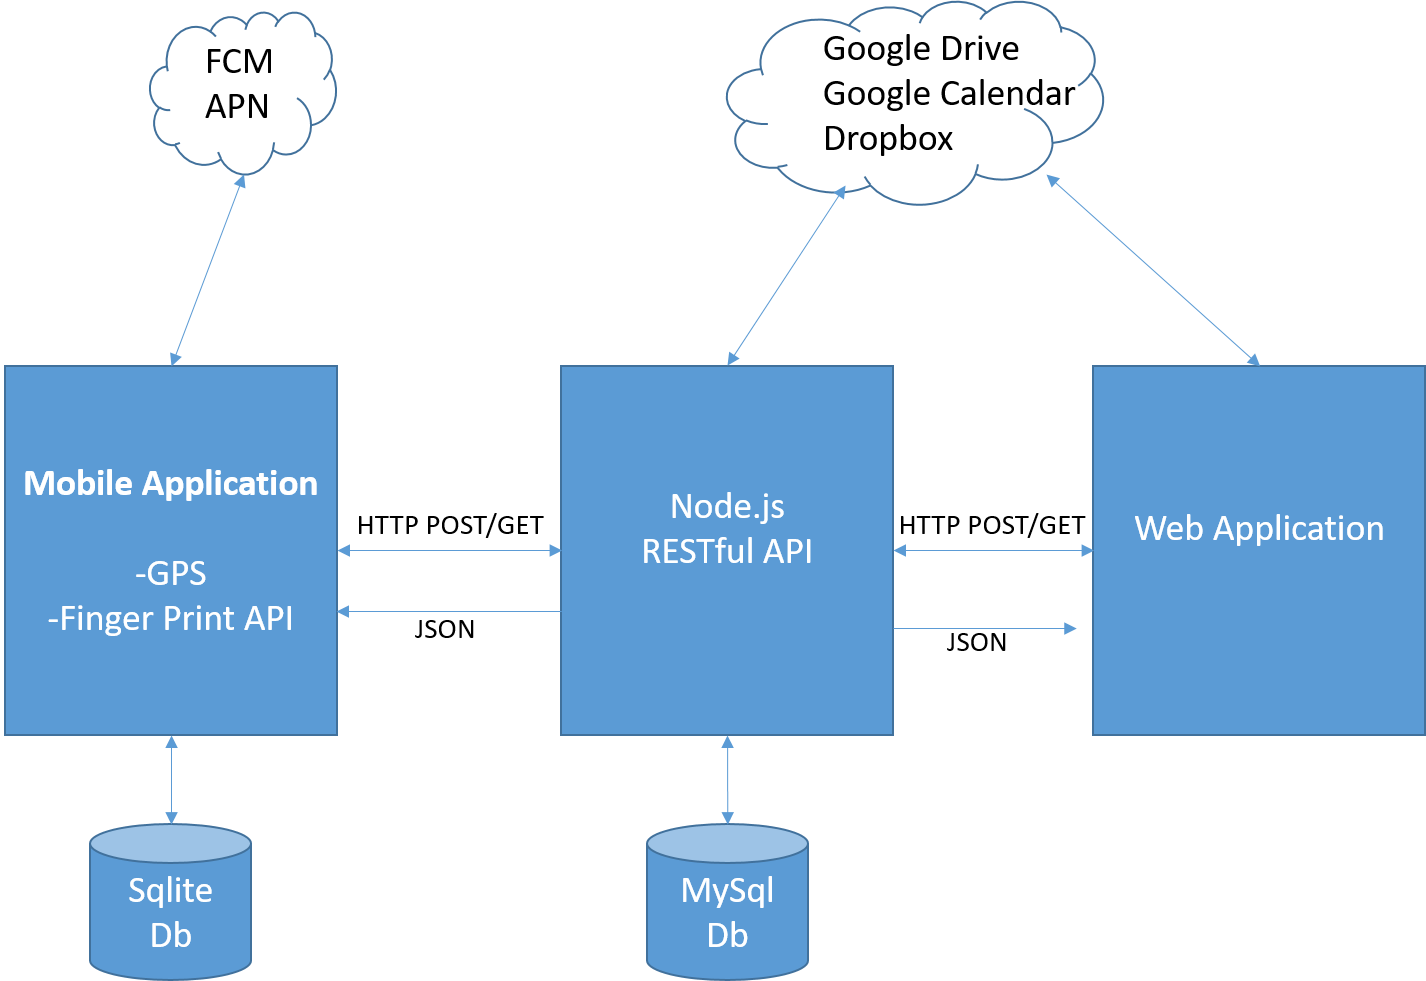 FCM
APN
Google Drive
Google Calendar
Dropbox
Mobile Application
-GPS
-Finger Print API
HTTP POST/GET
JSON
Node.js
RESTful API
HTTP POST/GET
JSON
Web Application
Sqlite
Db
MySql
Db